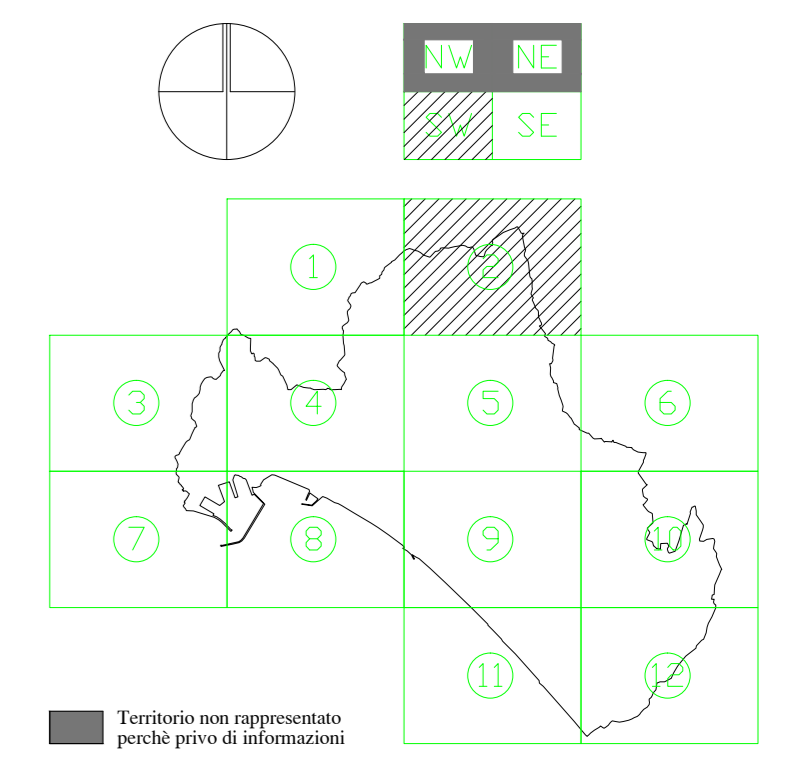 NW NE
SW SE
1 2
3 4 5 6
7 8 9 10
11 12
Territorio non rappresentato
perchè privo di informazioni